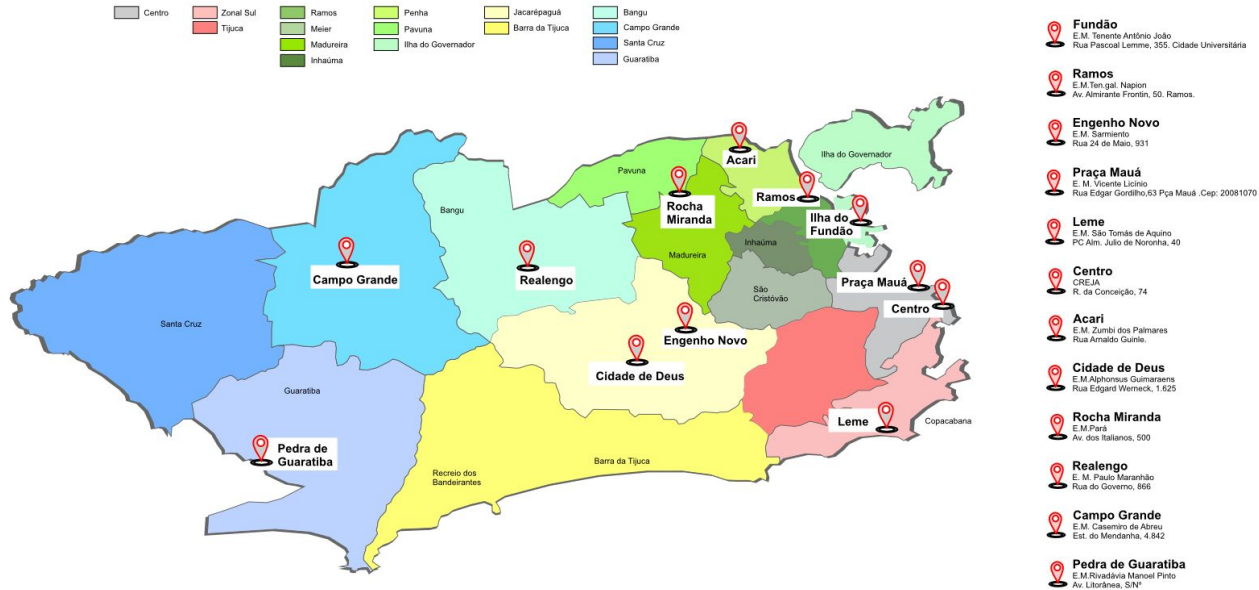 Centro
Zonal Sul
Tijuca
Ramos
Meier
Madureira
Inhaúma
Penha
Pavuna
Ilha do Governador
Jacarépaguá
Barra da Tijuca
Bangu
Campo Grande
Santa Cruz
Guaratiba
Acari
Ilha do Governador
Pavuna
Rocha
Miranda
Ramos
Ilha do
Fundão
Bangu
Inhaúma
Madureira
Campo Grande
Realengo
Praça Mauá
São
Cristóvão
Centro
Santa Cruz
Engenho Novo
Cidade de Deus
Guaratiba
Leme
Copacabana
Pedra de
Guaratiba
Recreio dos
Bandeirantes
Barra da Tijuca
Fundão
E.M. Tenente Antônio João
Rua Pascoal Lemme, 355. Cidade Universitária
Ramos
E.M.Ten.gal. Napion
Av. Almirante Frontin, 50. Ramos.
Engenho Novo
E.M. Sarmiento
Rua 24 de Maio, 931
Praça Mauá
E. M. Vicente Licínio
Rua Edgar Gordilho,63 Pça Mauá .Cep: 20081070
Leme
E.M. São Tomás de Aquino
PC Alm. Julio de Noronha, 40
Centro
CREJA
R. da Conceição, 74
Acari
E.M. Zumbi dos Palmares
Rua Arnaldo Guinle.
Cidade de Deus
E.M.Alphonsus Guimaraens
Rua Edgard Werneck, 1.625
Rocha Miranda
E.M.Pará
Av. dos Italianos, 500
Realengo
E. M. Paulo Maranhão
Rua do Governo, 866
Campo Grande
E.M. Casemiro de Abreu
Est. do Mendanha, 4.842
Pedra de Guaratiba
E.M.Rivadávia Manoel Pinto
Av. Litorânea, S/Nº